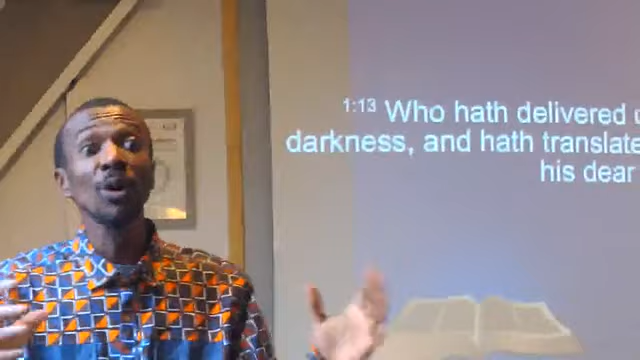 1:13 Who hath delivered
darkness, and hath translate
his dear